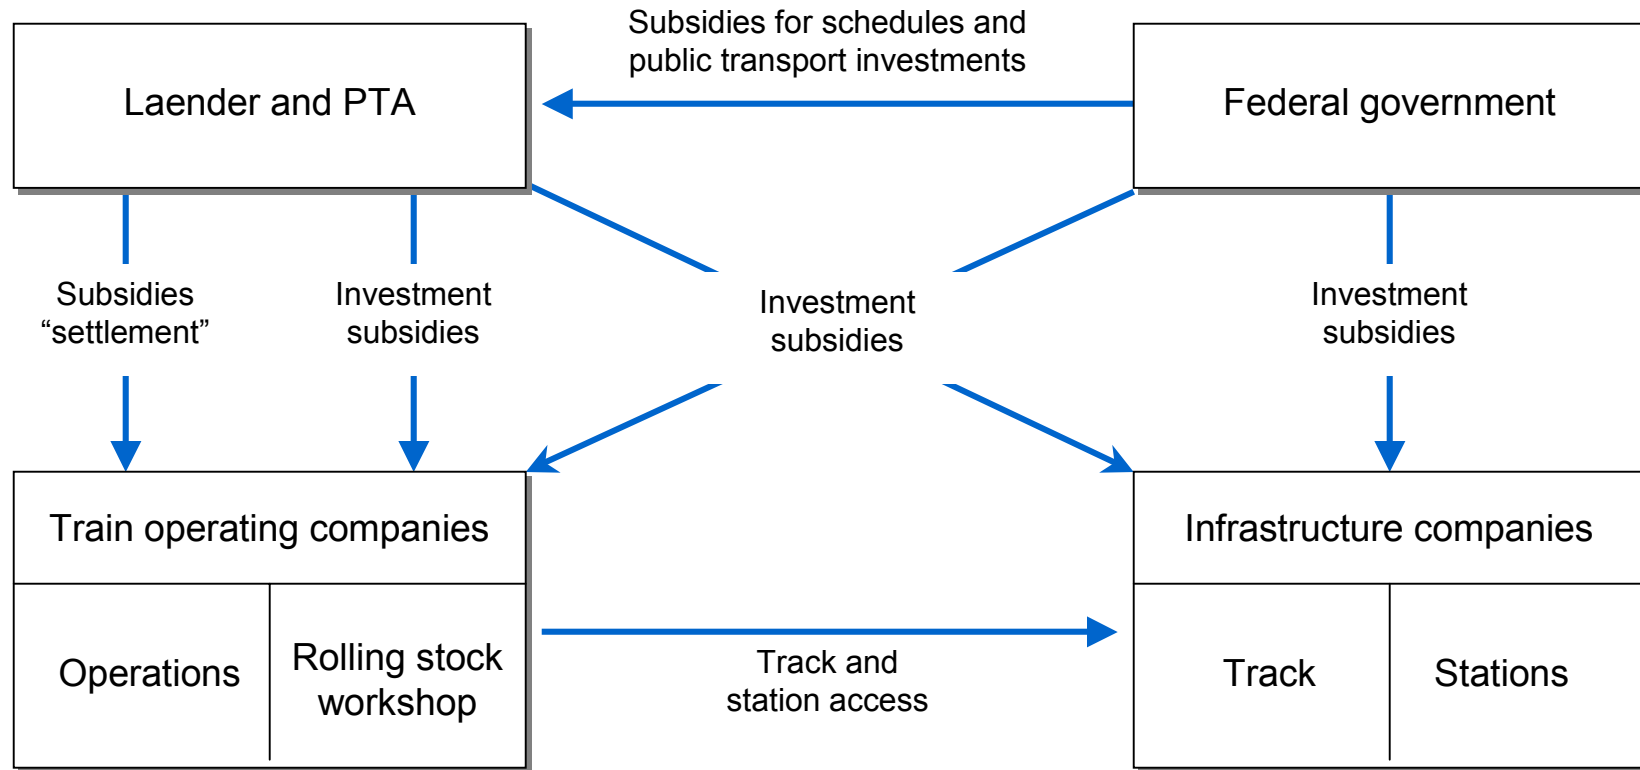 Subsidies for schedules and
public transport investments
Laender and PTA
Federal government
Subsidies
“settlement”
Investment
subsidies
Investment
subsidies
Investment
subsidies
Train operating companies
Infrastructure companies
Operations
Rolling stock
workshop
Track and
station access
Track
Stations